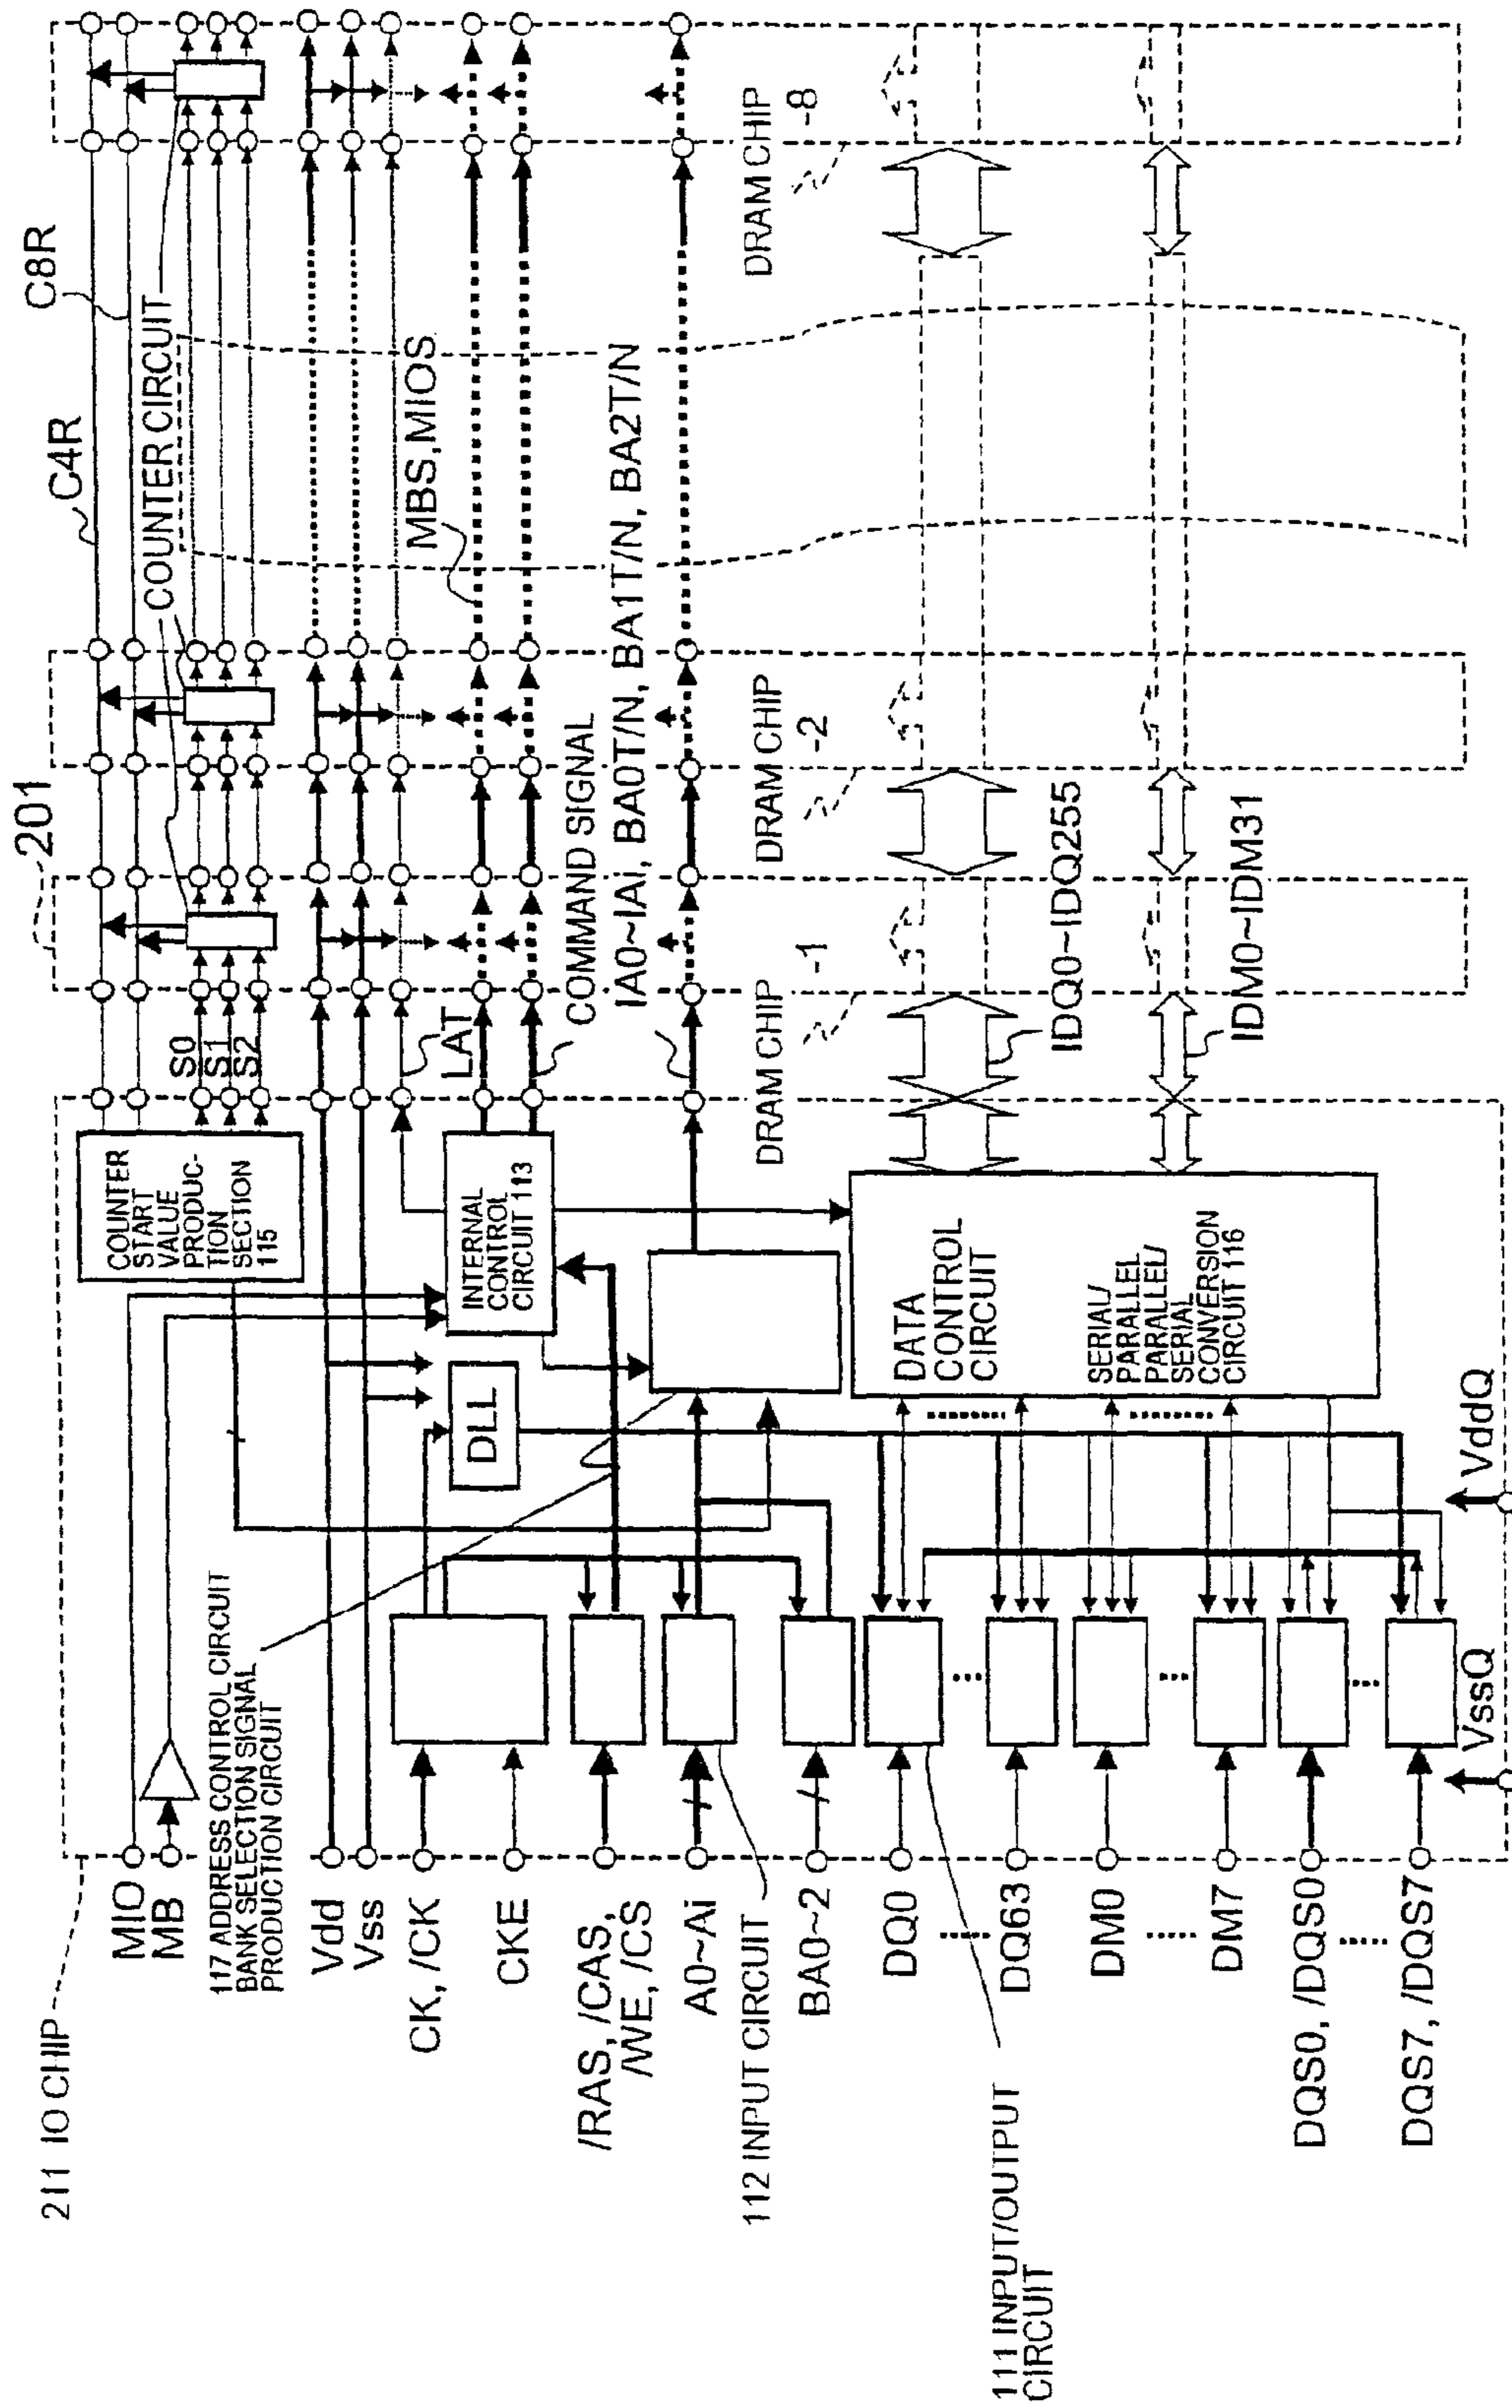 211 IO CHIP
MIO
MB
117 ADDRESS CONTROL CIRCUIT
BANK SELECTION SIGNAL
PRODUCTION CIRCUIT
Vdd
Vss
CK, /CK
CKE
/RAS, /CAS,
/WE, /CS
A0~Ai
112 INPUT CIRCUIT
BA0~2
DQ0
DQ63
111 INPUT/OUTPUT
CIRCUIT
DM0
DM7
DQS0, /DQS0
DQS7, /DQS7
VssQ
VddQ
COUNTER
START
VALUE
PRODUC-
TION
SECTION
115
DLL
INTERNAL
CONTROL
CIRCUIT 113
DATA
CONTROL
CIRCUIT
SERIAL/
PARALLEL
PARALLEL/
SERIAL
CONVERSION
CIRCUIT 116
S0
S1
S2
LAT
COMMAND SIGNAL
IA0~IAi, BA0T/N, BA1T/N, BA2T/N
DRAM CHIP
-1
IDQ0~IDQ255
IDM0~IDM31
201
DRAM CHIP
-2
MBS,MIOS
COUNTER CIRCUIT
C4R
C8R
DRAM CHIP
-8